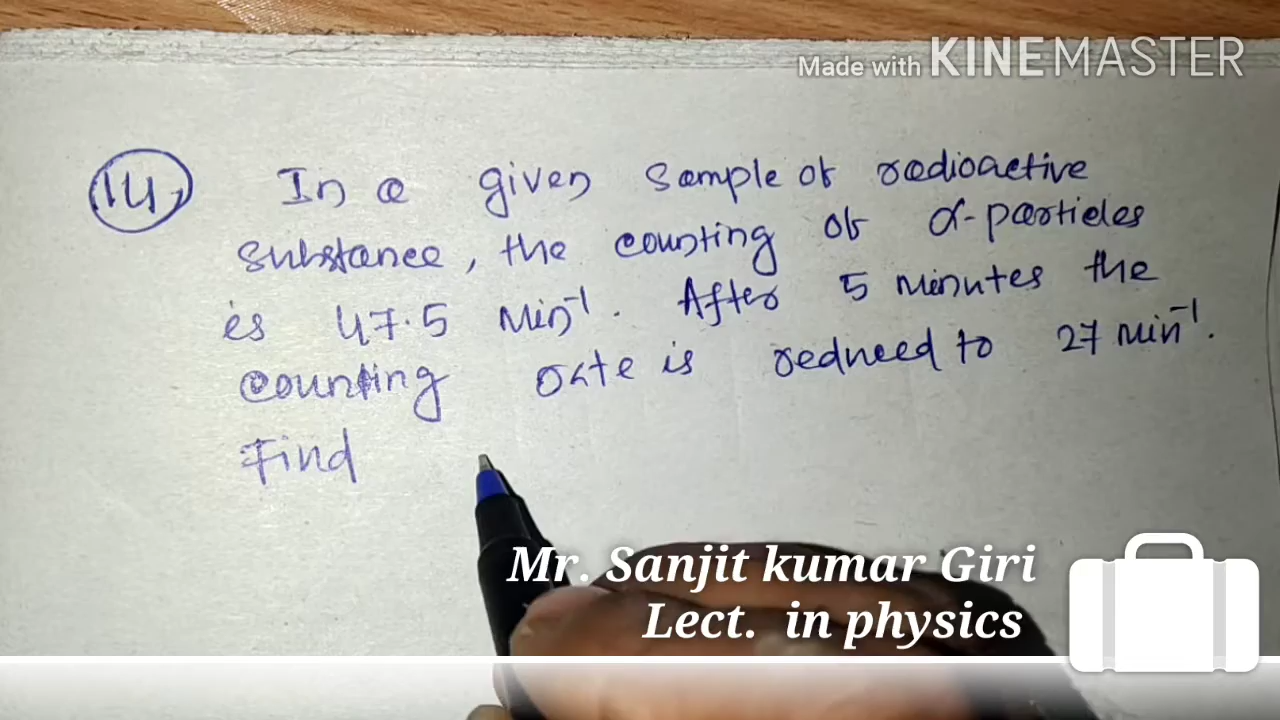 Made with KINEMASTER
14, In a given sample of radioactive
substance, the counting of α-particles
is 47.5 Min⁻¹. After 5 minutes the
counting rate is reduced to 27 min⁻¹.
Find
Mr. Sanjit kumar Giri
Lect. in physics